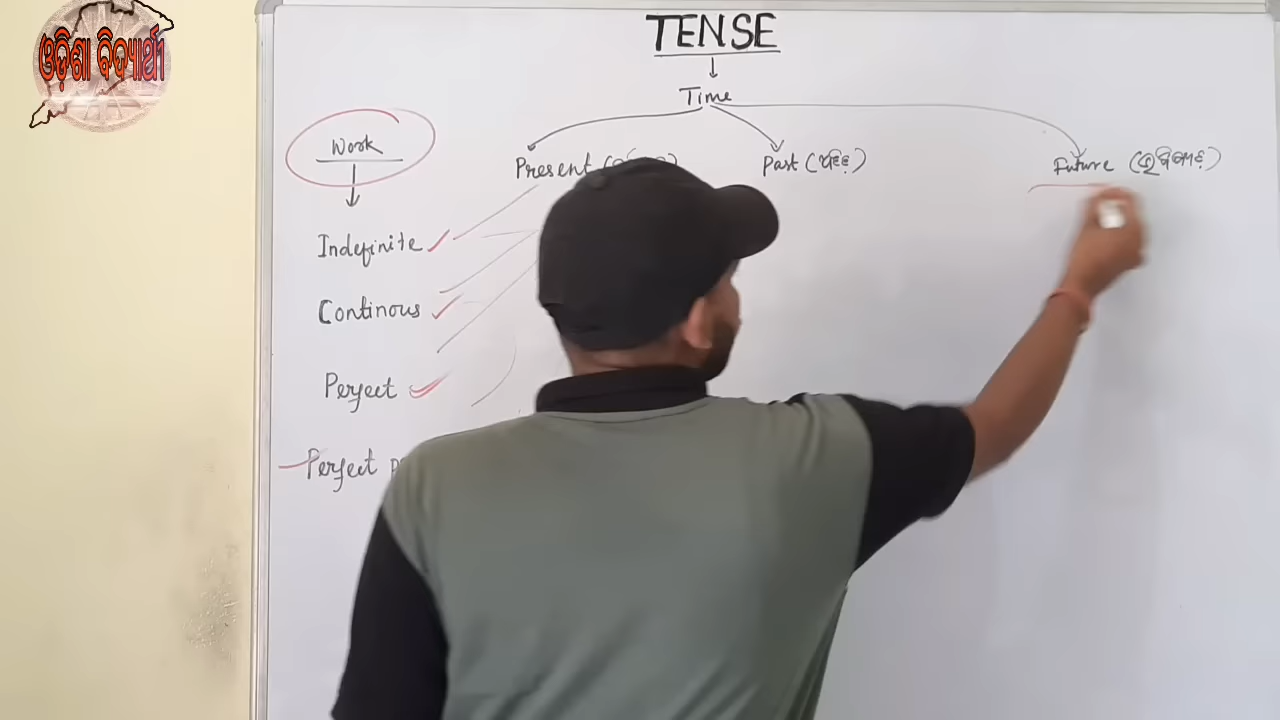 ଓଡ଼ିଶା ବିଦ୍ୟାର୍ଥୀ
TENSE
Time
Work
Present
Past (ଅତୀତ)
Future (ଭବିଷ୍ୟତ)
Indefinite
Continous
Perfect
Perfect